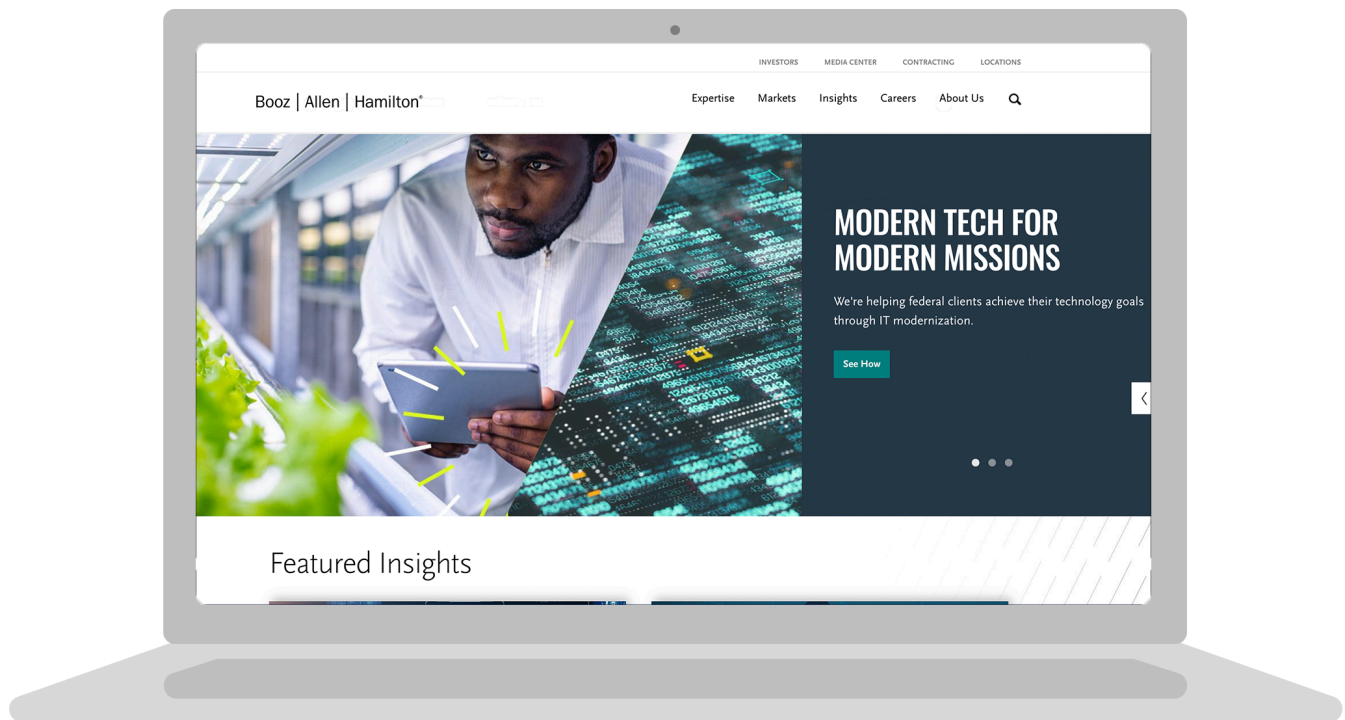 INVESTORS MEDIA CENTER CONTRACTING LOCATIONS
Booz | Allen | Hamilton®
Expertise Markets Insights Careers About Us
MODERN TECH FOR
MODERN MISSIONS
We're helping federal clients achieve their technology goals
through IT modernization.
See How
Featured Insights